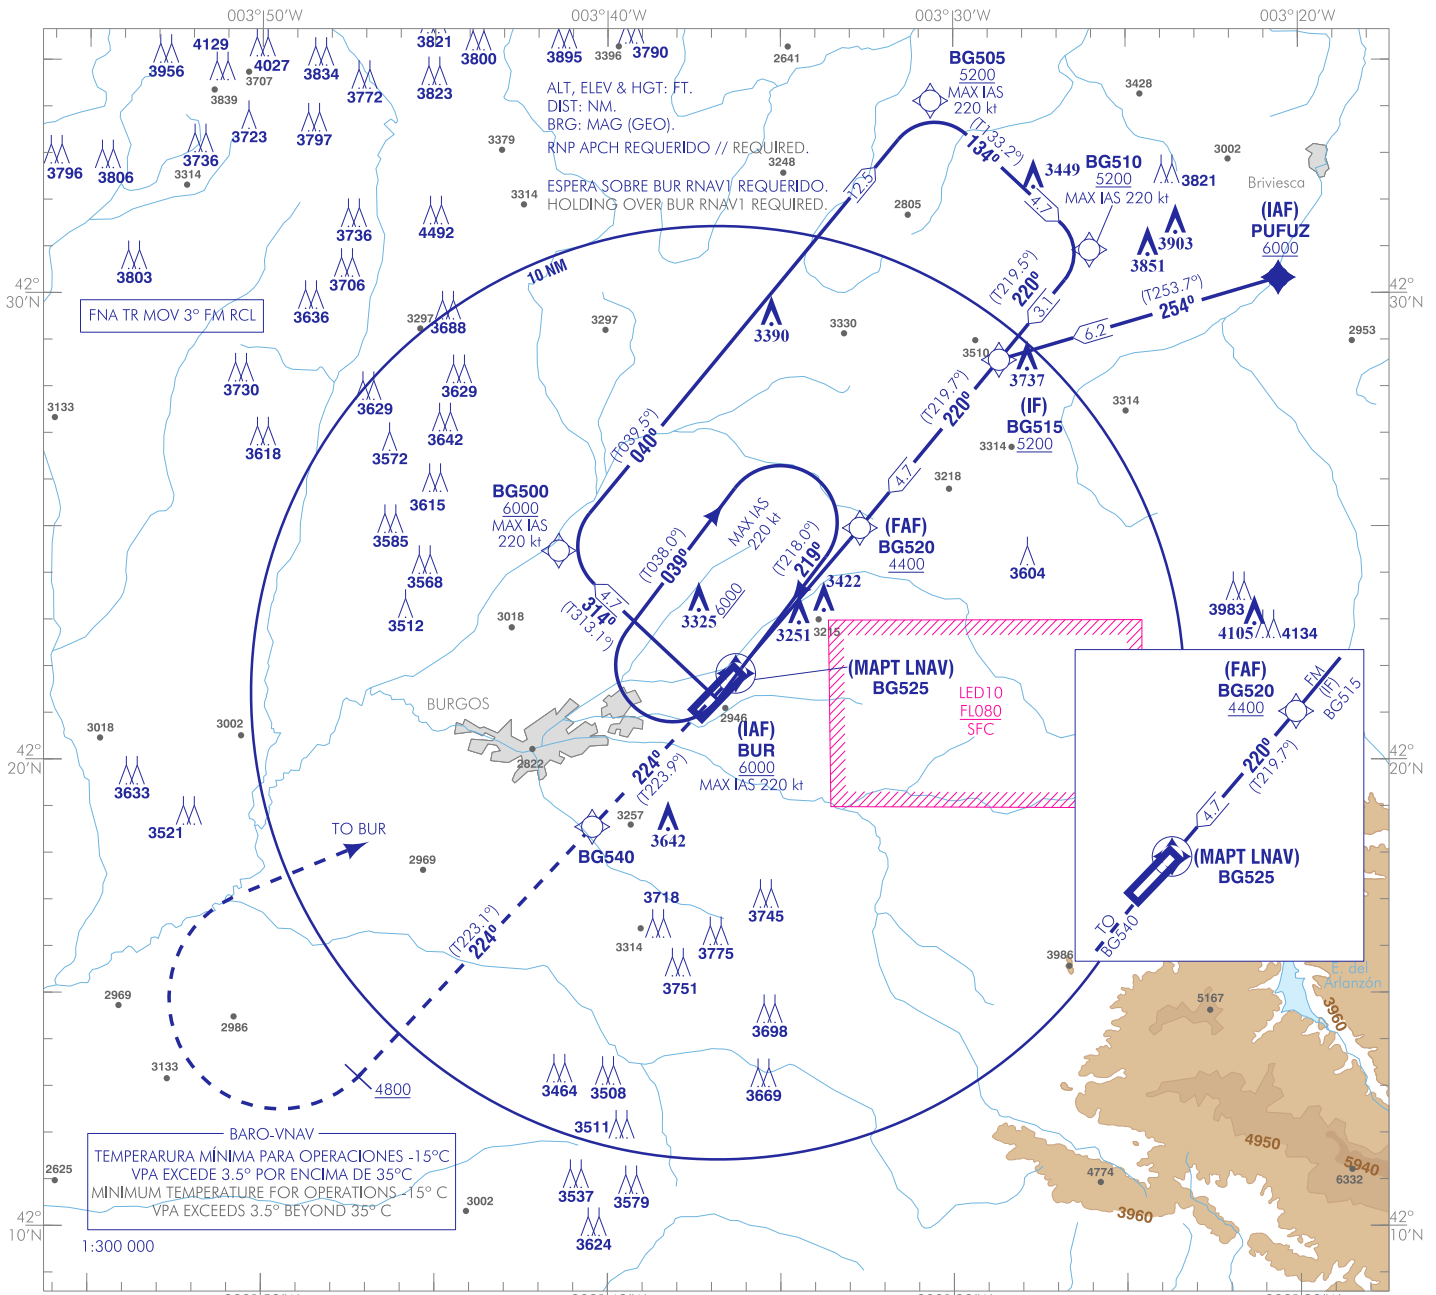 003°50'W
003°40'W
003°30'W
003°20'W
4129
3956
4027
3707
3839
3834
3772
3821
3823
3800
3895
3396
3790
2641
BG505
5200
MAX IAS
220 kt
3428
ALT, ELEV & HGT: FT.
DIST: NM.
BRG: MAG (GEO).
RNP APCH REQUERIDO // REQUIRED.
ESPERA SOBRE BUR RNAV1 REQUERIDO.
HOLDING OVER BUR RNAV1 REQUIRED.
3723
3797
3736
3796
3806
3314
3379
3314
3248
12.5
(T133.2°)
134°
3449
4.7
BG510
5200
MAX IAS 220 kt
3821
3002
Briviesca
2805
3903
3851
(IAF)
PUFUZ
6000
3736
4492
3803
3706
10 NM
42°
30'N
42°
30'N
FNA TR MOV 3° FM RCL
3636
3297
3688
3297
3390
3330
(T219.5°)
220°
3.1
(T253.7°)
254°
6.2
2953
3510
3737
3730
3629
3629
(T219.7°)
220°
(IF)
BG515
5200
3314
3314
3133
3618
3572
3642
(T039.5°)
040°
3615
4.7
3218
BG500
6000
MAX IAS
220 kt
MAX IAS
220 kt
3585
(T038.0°)
039°
(T218.0°)
219°
(FAF)
BG520
4400
3568
3604
3512
4.7
314°
(T313.1°)
3325
6000
3422
3251
3215
3983
4105
4134
3018
(MAPT LNAV)
BG525
LED10
FL080
SFC
BURGOS
2946
2822
(IAF)
BUR
6000
MAX IAS 220 kt
224°
(T223.9°)
(FAF)
BG520
4400
FM
(IF)
BG515
220°
(T219.7°)
4.7
(MAPT LNAV)
BG525
TO
BG540
3018
3002
42°
20'N
42°
20'N
3633
3521
TO BUR
3257
3642
BG540
2969
3718
3745
3314
3775
3751
(T223.1°)
224°
3986
E. del
Arlanzón
2969
2986
3698
5167
3960
3133
4800
3464
3508
3669
3511
4950
5940
6332
4774
3960
BARO-VNAV
TEMPERARURA MÍNIMA PARA OPERACIONES -15°C
VPA EXCEDE 3.5° POR ENCIMA DE 35°C
MINIMUM TEMPERATURE FOR OPERATIONS -15° C
VPA EXCEEDS 3.5° BEYOND 35° C
2625
3002
3537
3579
3624
42°
10'N
42°
10'N
1:300 000